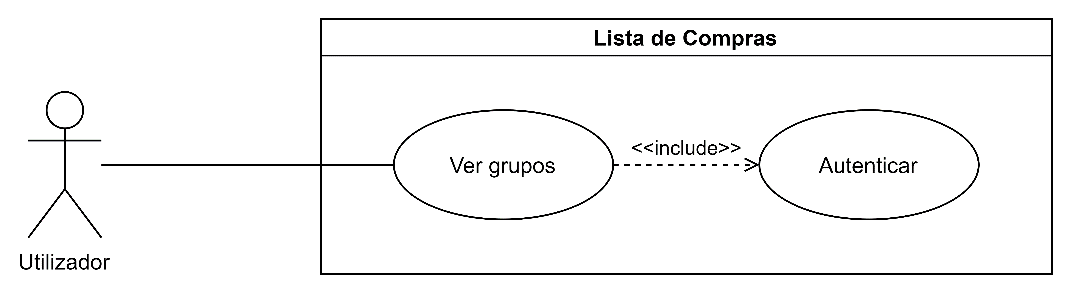 Lista de Compras
Ver grupos
<<include>>
Autenticar
Utilizador